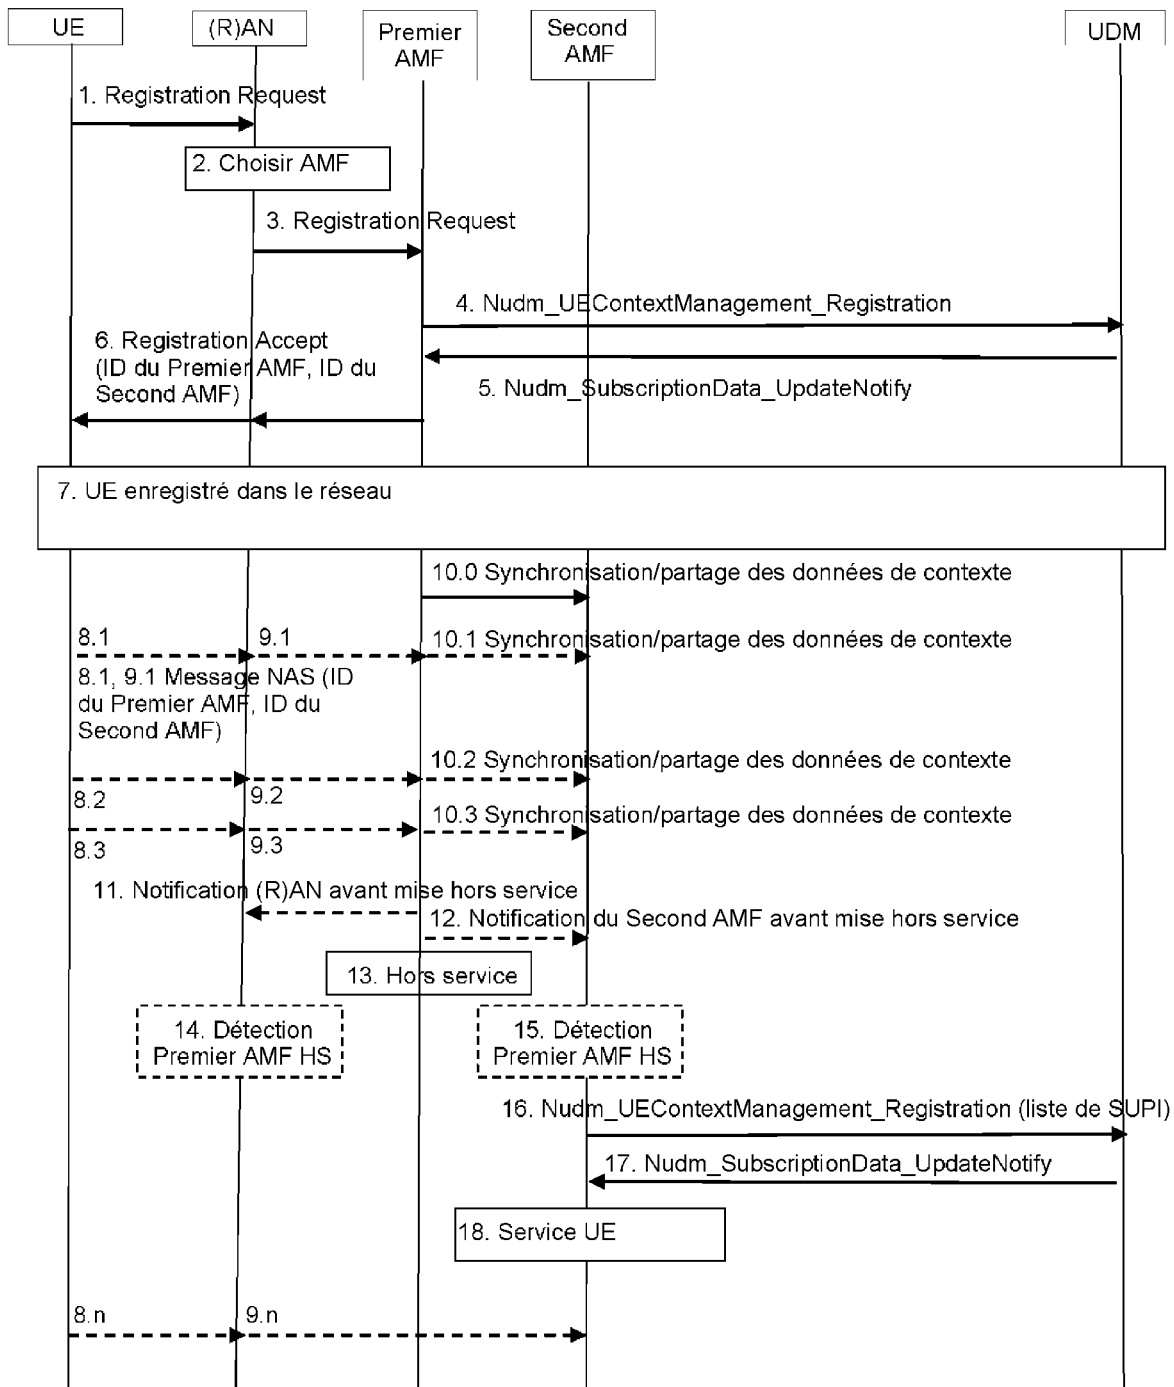 UE
(R)AN
Premier
AMF
Second
AMF
UDM
1. Registration Request
2. Choisir AMF
3. Registration Request
4. Nudm_UEContextManagement_Registration
6. Registration Accept
(ID du Premier AMF, ID du
Second AMF)
5. Nudm_SubscriptionData_UpdateNotify
7. UE enregistré dans le réseau
10.0 Synchronisation/partage des données de contexte
8.1
9.1
10.1 Synchronisation/partage des données de contexte
8.1, 9.1 Message NAS (ID
du Premier AMF, ID du
Second AMF)
10.2 Synchronisation/partage des données de contexte
8.2
9.2
10.3 Synchronisation/partage des données de contexte
8.3
9.3
11. Notification (R)AN avant mise hors service
12. Notification du Second AMF avant mise hors service
13. Hors service
14. Détection
Premier AMF HS
15. Détection
Premier AMF HS
16. Nudm_UEContextManagement_Registration (liste de SUPI)
17. Nudm_SubscriptionData_UpdateNotify
18. Service UE
8.n
9.n